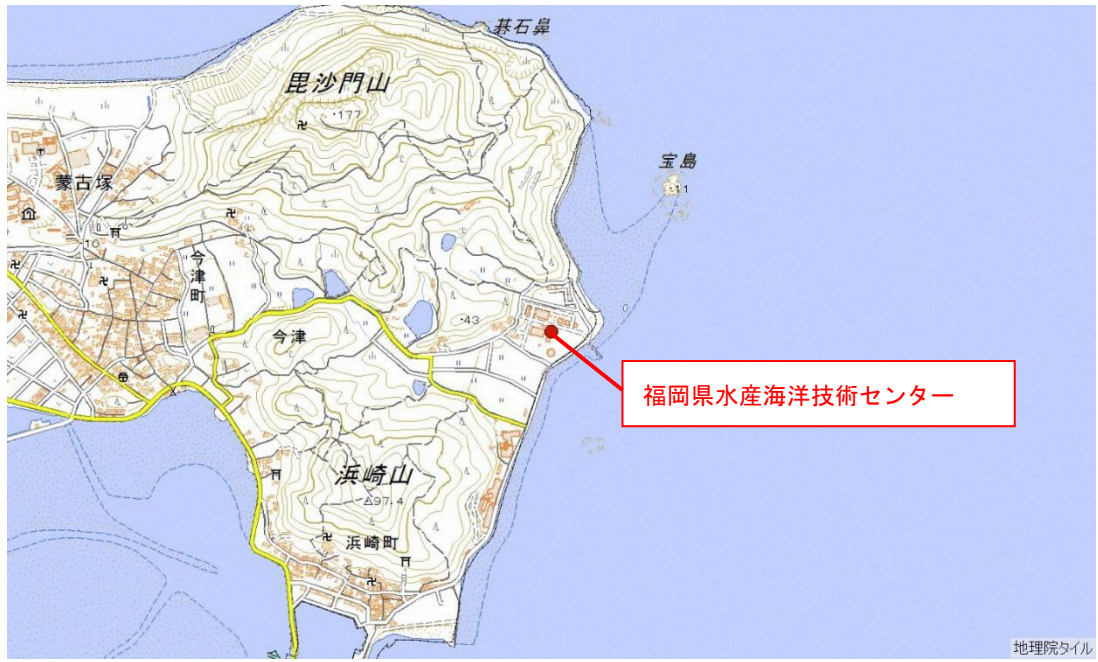 碁石鼻
毘沙門山
・177
宝島
11
蒙古塚
10
今津町
・43
今津
福岡県水産海洋技術センター
浜崎山
97.4
浜崎町
地理院タイル